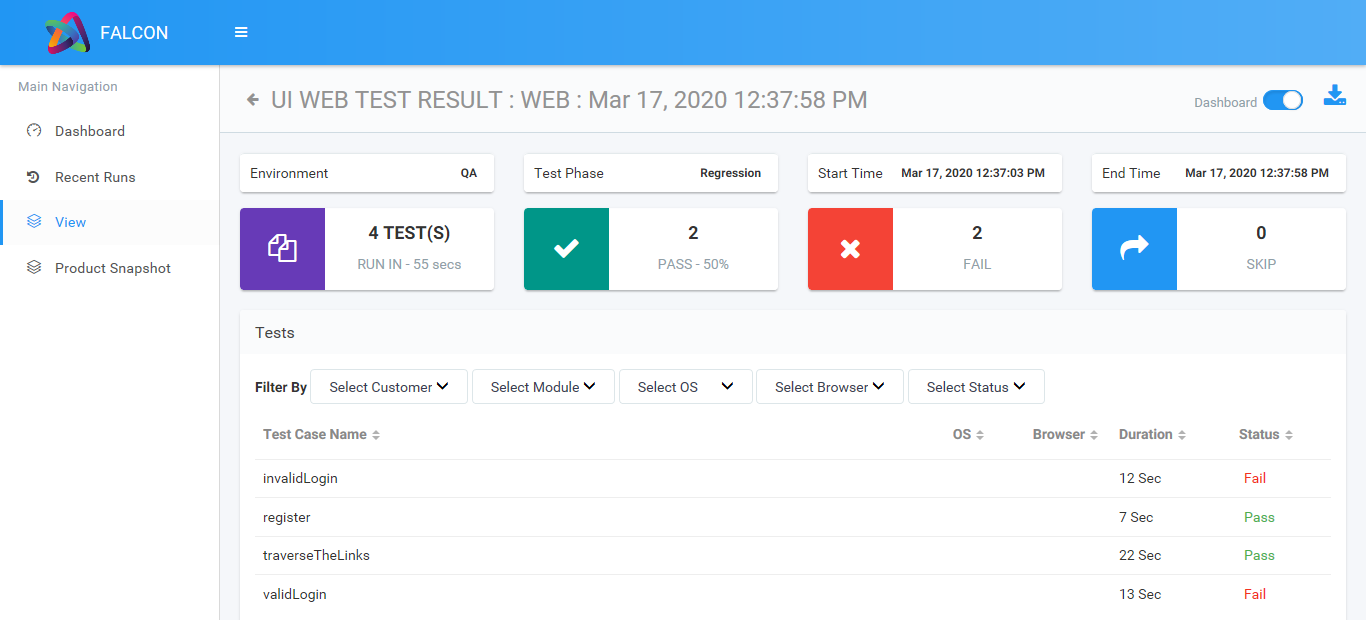 FALCON
Main Navigation
Dashboard
Recent Runs
View
Product Snapshot
UI WEB TEST RESULT : WEB : Mar 17, 2020 12:37:58 PM
Dashboard
Environment QA
Test Phase Regression
Start Time Mar 17, 2020 12:37:03 PM
End Time Mar 17, 2020 12:37:58 PM
4 TEST(S)
RUN IN - 55 secs
2
PASS - 50%
2
FAIL
0
SKIP
Tests
Filter By Select Customer Select Module Select OS Select Browser Select Status
Test Case Name OS Browser Duration Status
invalidLogin 12 Sec Fail
register 7 Sec Pass
traverseTheLinks 22 Sec Pass
validLogin 13 Sec Fail